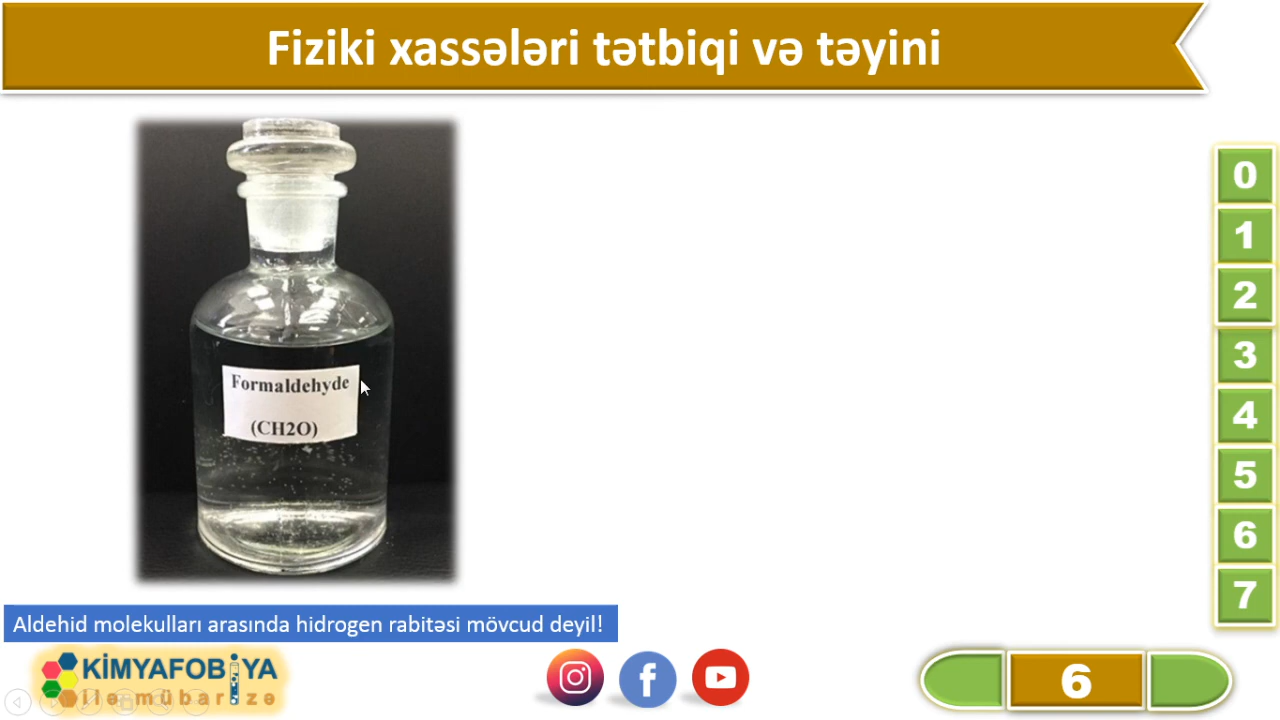 Fiziki xassələri tətbiqi və təyini
Formaldehyde
(CH2O)
0
1
2
3
4
5
6
7
Aldehid molekulları arasında hidrogen rabitəsi mövcud deyil!
KİMYAFOBİYA
ilə mübarizə
6